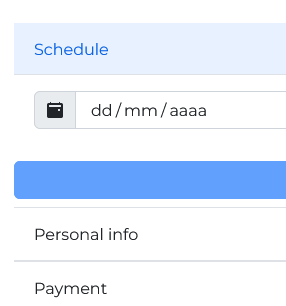 Schedule
dd/mm/aaaa
Personal info
Payment